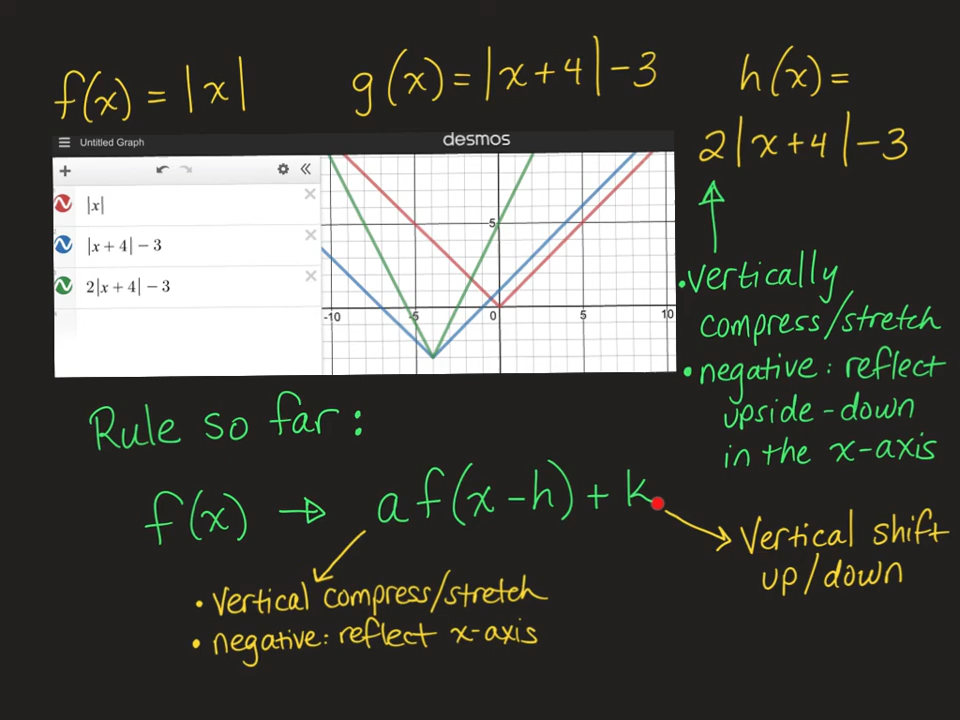 f(x) = |x|
g(x) = |x+4| -3
h(x) =
2|x+4| -3
Untitled Graph
desmos
|x|
|x + 4| − 3
2|x + 4| − 3
5
-10
-5
0
5
10
• vertically
compress/stretch
• negative: reflect
upside-down
in the x-axis
Rule so far:
f(x) → a f(x-h) + k
• Vertical compress/stretch
• negative: reflect x-axis
Vertical shift
up/down